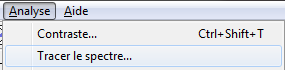 Analyse Aide
Contraste... Ctrl+Shift+T
Tracer le spectre...